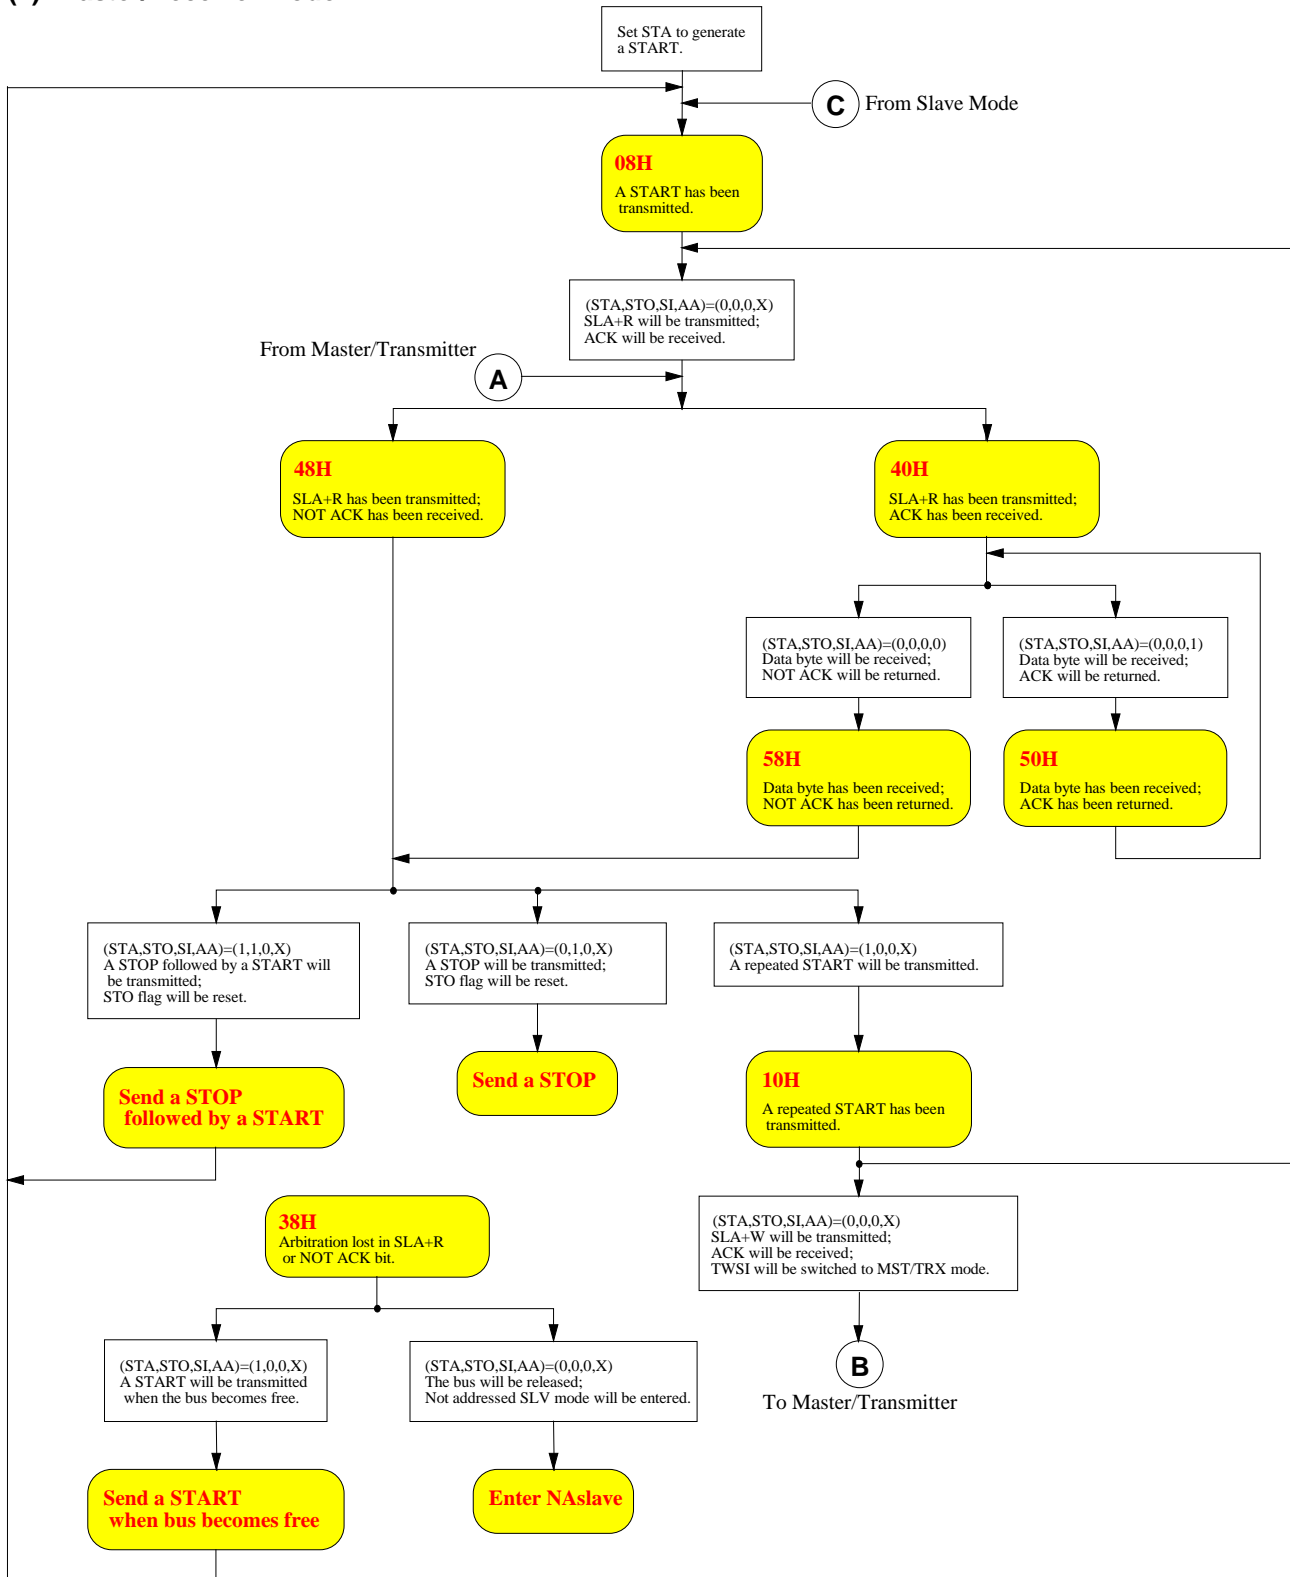 Set STA to generate
a START.
C From Slave Mode
08H
A START has been
transmitted.
(STA,STO,SI,AA)=(0,0,0,X)
SLA+R will be transmitted;
ACK will be received.
From Master/Transmitter
A
48H
SLA+R has been transmitted;
NOT ACK has been received.
40H
SLA+R has been transmitted;
ACK has been received.
(STA,STO,SI,AA)=(0,0,0,0)
Data byte will be received;
NOT ACK will be returned.
(STA,STO,SI,AA)=(0,0,0,1)
Data byte will be received;
ACK will be returned.
58H
Data byte has been received;
NOT ACK has been returned.
50H
Data byte has been received;
ACK has been returned.
(STA,STO,SI,AA)=(1,1,0,X)
A STOP followed by a START will
be transmitted;
STO flag will be reset.
(STA,STO,SI,AA)=(0,1,0,X)
A STOP will be transmitted;
STO flag will be reset.
(STA,STO,SI,AA)=(1,0,0,X)
A repeated START will be transmitted.
Send a STOP
followed by a START
Send a STOP
10H
A repeated START has been
transmitted.
38H
Arbitration lost in SLA+R
or NOT ACK bit.
(STA,STO,SI,AA)=(0,0,0,X)
SLA+W will be transmitted;
ACK will be received;
TWSI will be switched to MST/TRX mode.
(STA,STO,SI,AA)=(1,0,0,X)
A START will be transmitted
when the bus becomes free.
(STA,STO,SI,AA)=(0,0,0,X)
The bus will be released;
Not addressed SLV mode will be entered.
B
To Master/Transmitter
Send a START
when bus becomes free
Enter NAslave